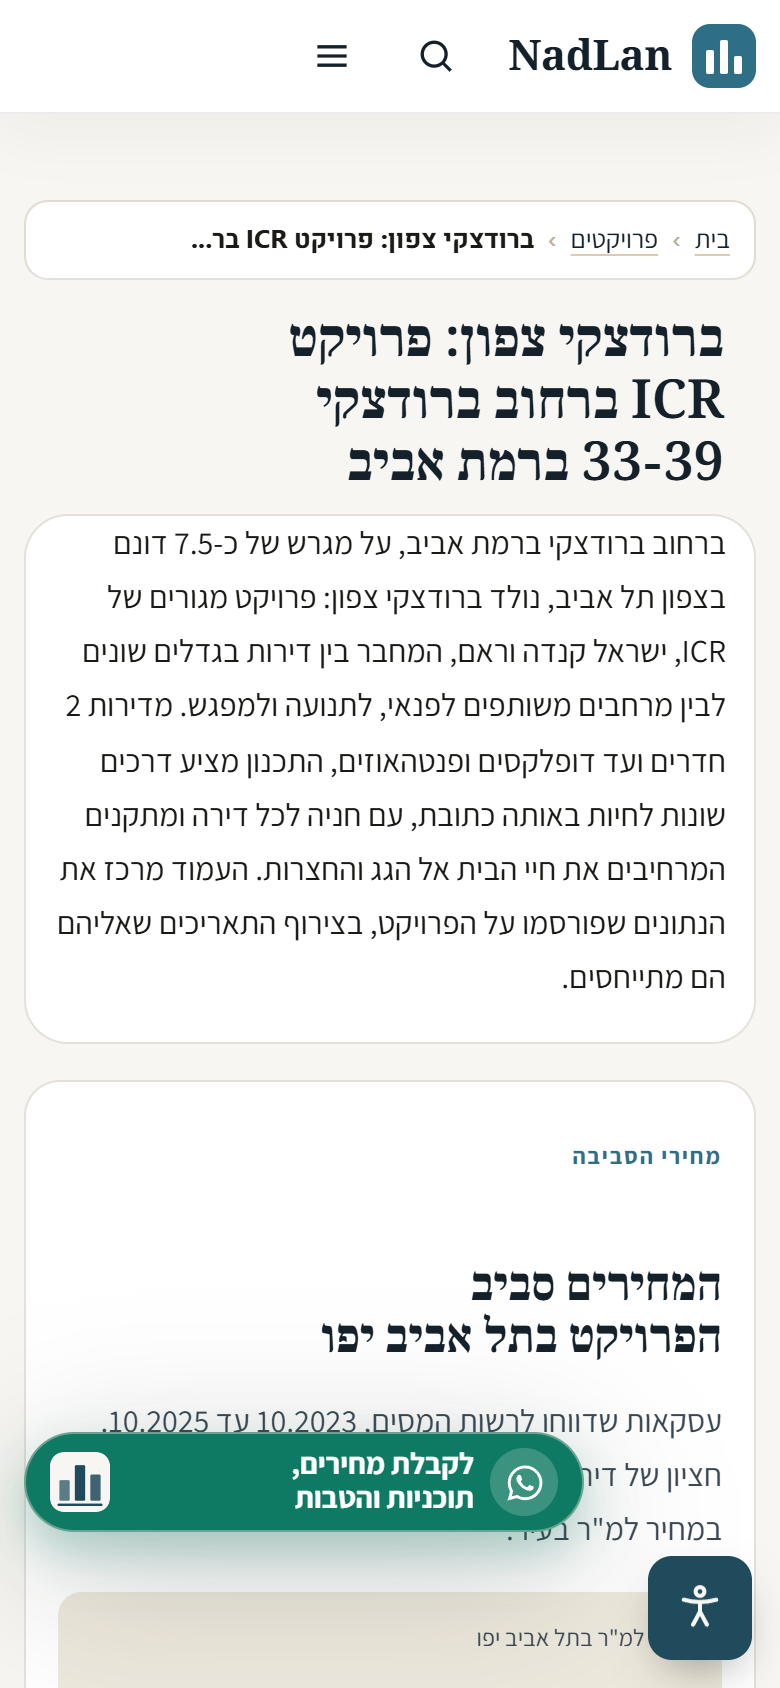 NadLan
בית › פרויקטים › ברודצקי צפון: פרויקט ICR בר...
ברודצקי צפון: פרויקט
ICR ברחוב ברודצקי
33-39 ברמת אביב
ברחוב ברודצקי ברמת אביב, על מגרש של כ-7.5 דונם
בצפון תל אביב, נולד ברודצקי צפון: פרויקט מגורים של
ICR, ישראל קנדה וראם, המחבר בין דירות בגדלים שונים
לבין מרחבים משותפים לפנאי, לתנועה ולמפגש. מדירות 2
חדרים ועד דופלקסים ופנטהאוזים, התכנון מציע דרכים
שונות לחיות באותה כתובת, עם חניה לכל דירה ומתקנים
המרחיבים את חיי הבית אל הגג והחצרות. העמוד מרכז את
הנתונים שפורסמו על הפרויקט, בצירוף התאריכים שאליהם
הם מתייחסים.
מחירי הסביבה
המחירים סביב
הפרויקט בתל אביב יפו
עסקאות שדווחו לרשות המסים, 10.2023 עד 10.2025.
חציון של
במחיר למ"ר
לקבלת מחירים,
תוכניות והטבות
למ"ר בתל אביב יפו